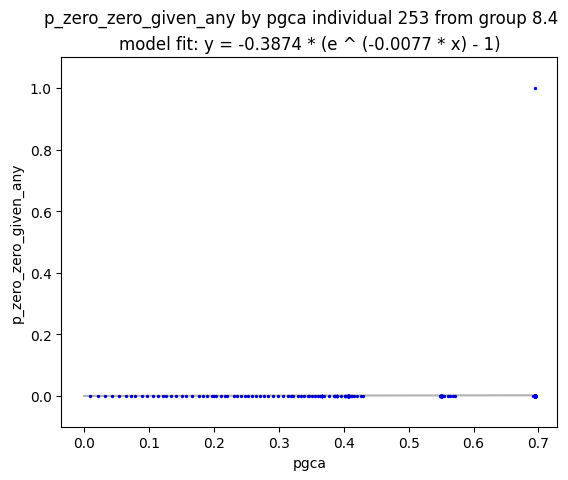 p_zero_zero_given_any by pgca individual 253 from group 8.4
model fit: y = -0.3874 * (e ^ (-0.0077 * x) - 1)
1.0
0.8
0.6
0.4
0.2
0.0
p_zero_zero_given_any
0.0 0.1 0.2 0.3 0.4 0.5 0.6 0.7
pgca